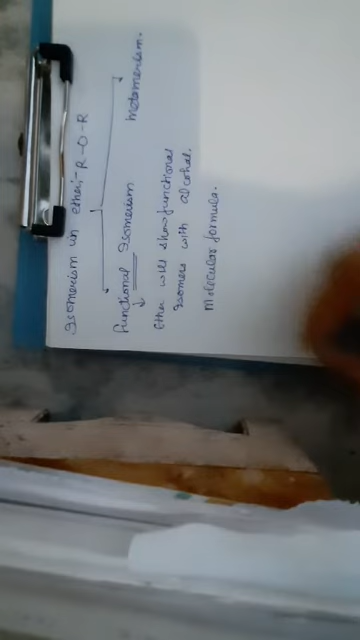 Isomerism in ether:- R-O-R
functional Isomerism metamerism.
Ether will show functional
Isomers with alcohol.
Molecular formula.